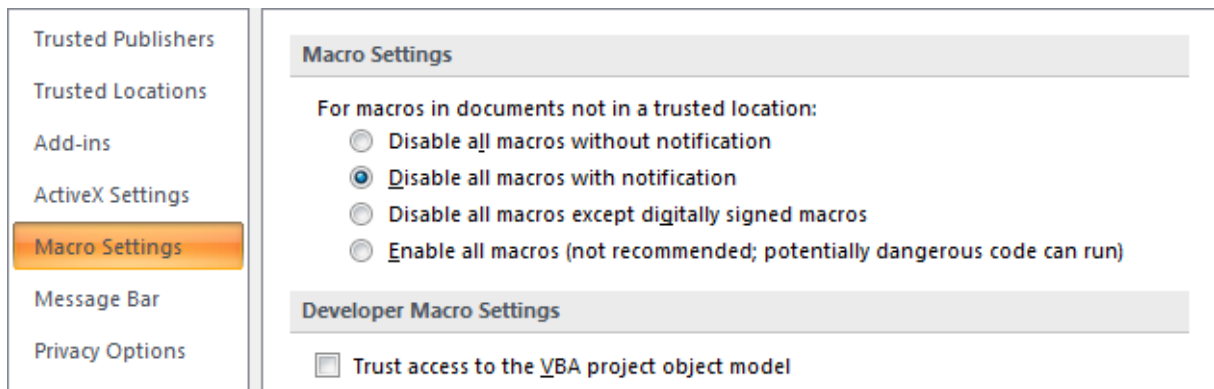 Trusted Publishers
Trusted Locations
Add-ins
ActiveX Settings
Macro Settings
Message Bar
Privacy Options
Macro Settings
For macros in documents not in a trusted location:
Disable all macros without notification
Disable all macros with notification
Disable all macros except digitally signed macros
Enable all macros (not recommended; potentially dangerous code can run)
Developer Macro Settings
Trust access to the VBA project object model